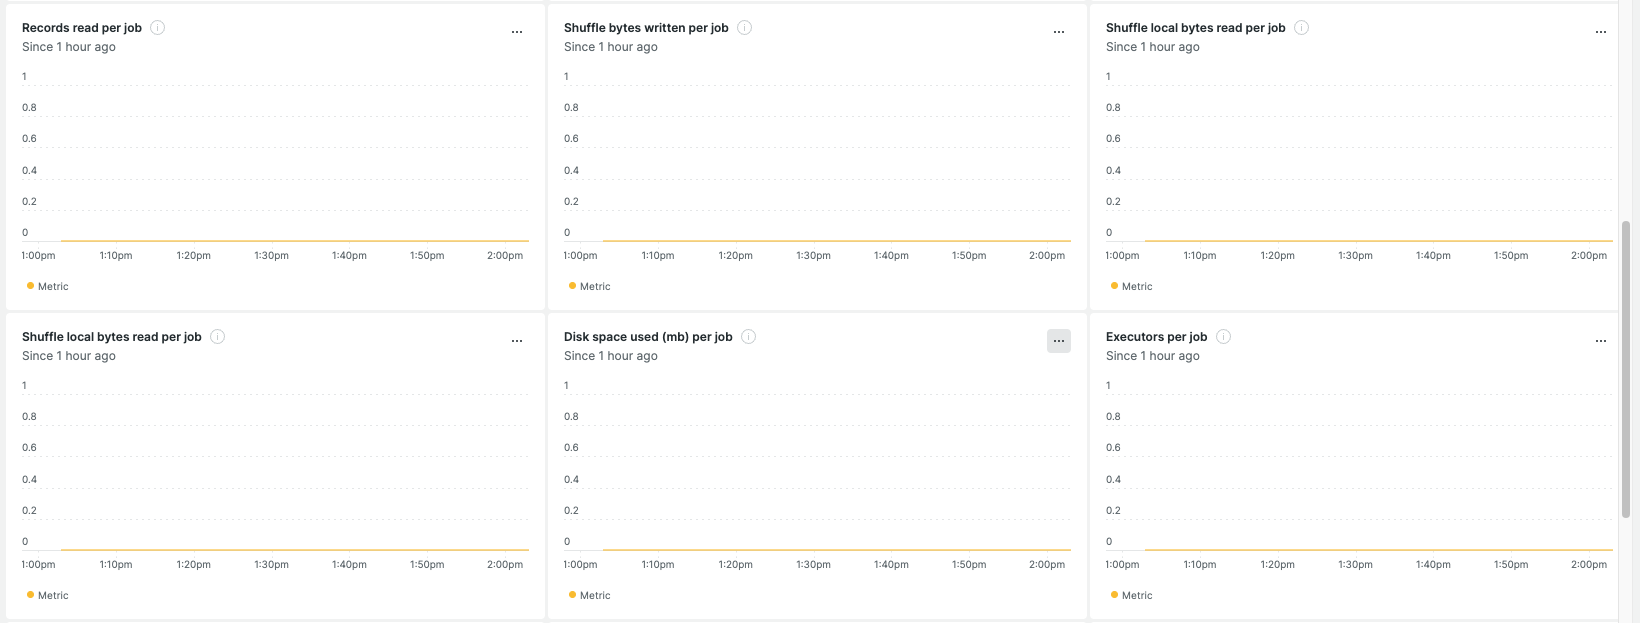 Records read per job
Since 1 hour ago
...
1
0.8
0.6
0.4
0.2
0
1:00pm 1:10pm 1:20pm 1:30pm 1:40pm 1:50pm 2:00pm
Metric
Shuffle bytes written per job
Since 1 hour ago
...
1
0.8
0.6
0.4
0.2
0
1:00pm 1:10pm 1:20pm 1:30pm 1:40pm 1:50pm 2:00pm
Metric
Shuffle local bytes read per job
Since 1 hour ago
...
1
0.8
0.6
0.4
0.2
0
1:00pm 1:10pm 1:20pm 1:30pm 1:40pm 1:50pm 2:00pm
Metric
Shuffle local bytes read per job
Since 1 hour ago
...
1
0.8
0.6
0.4
0.2
0
1:00pm 1:10pm 1:20pm 1:30pm 1:40pm 1:50pm 2:00pm
Metric
Disk space used (mb) per job
Since 1 hour ago
...
1
0.8
0.6
0.4
0.2
0
1:00pm 1:10pm 1:20pm 1:30pm 1:40pm 1:50pm 2:00pm
Metric
Executors per job
Since 1 hour ago
...
1
0.8
0.6
0.4
0.2
0
1:00pm 1:10pm 1:20pm 1:30pm 1:40pm 1:50pm 2:00pm
Metric